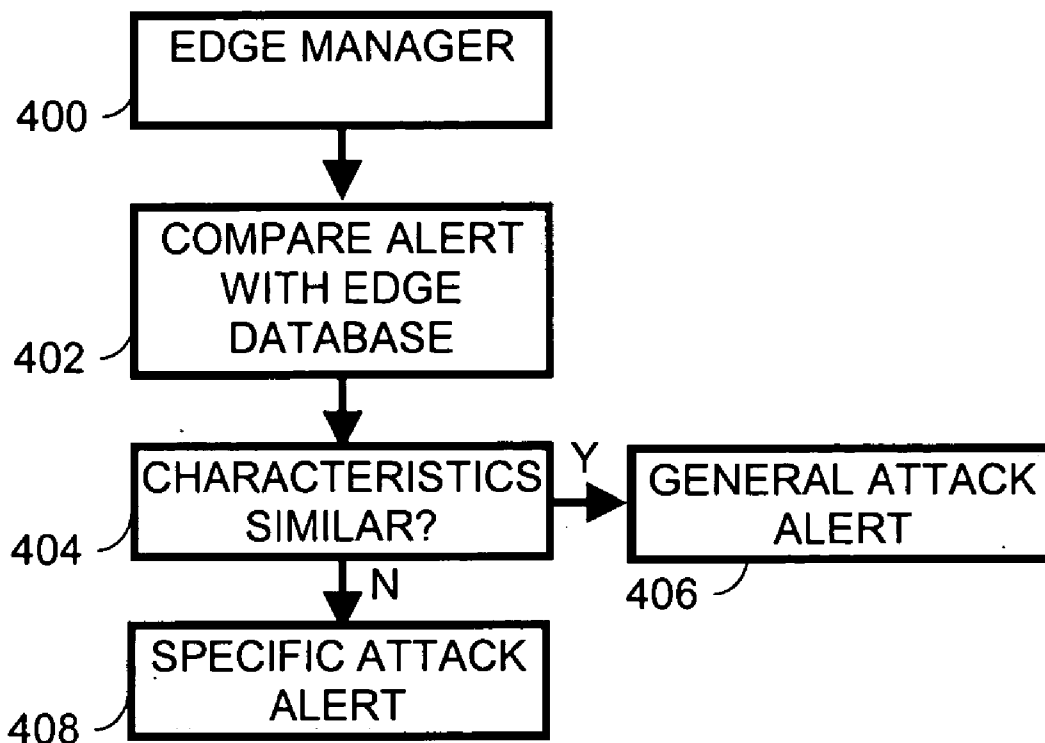 EDGE MANAGER
400
COMPARE ALERT
WITH EDGE
DATABASE
402
CHARACTERISTICS
SIMILAR?
404
Y
GENERAL ATTACK
ALERT
406
N
SPECIFIC ATTACK
ALERT
408